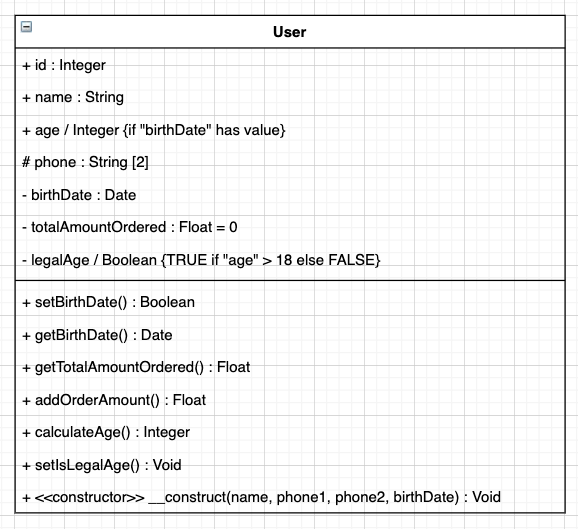 User
+ id : Integer
+ name : String
+ age / Integer {if "birthDate" has value}
# phone : String [2]
- birthDate : Date
- totalAmountOrdered : Float = 0
- legalAge / Boolean {TRUE if "age" > 18 else FALSE}
+ setBirthDate() : Boolean
+ getBirthDate() : Date
+ getTotalAmountOrdered() : Float
+ addOrderAmount() : Float
+ calculateAge() : Integer
+ setIsLegalAge() : Void
+ <<constructor>> __construct(name, phone1, phone2, birthDate) : Void